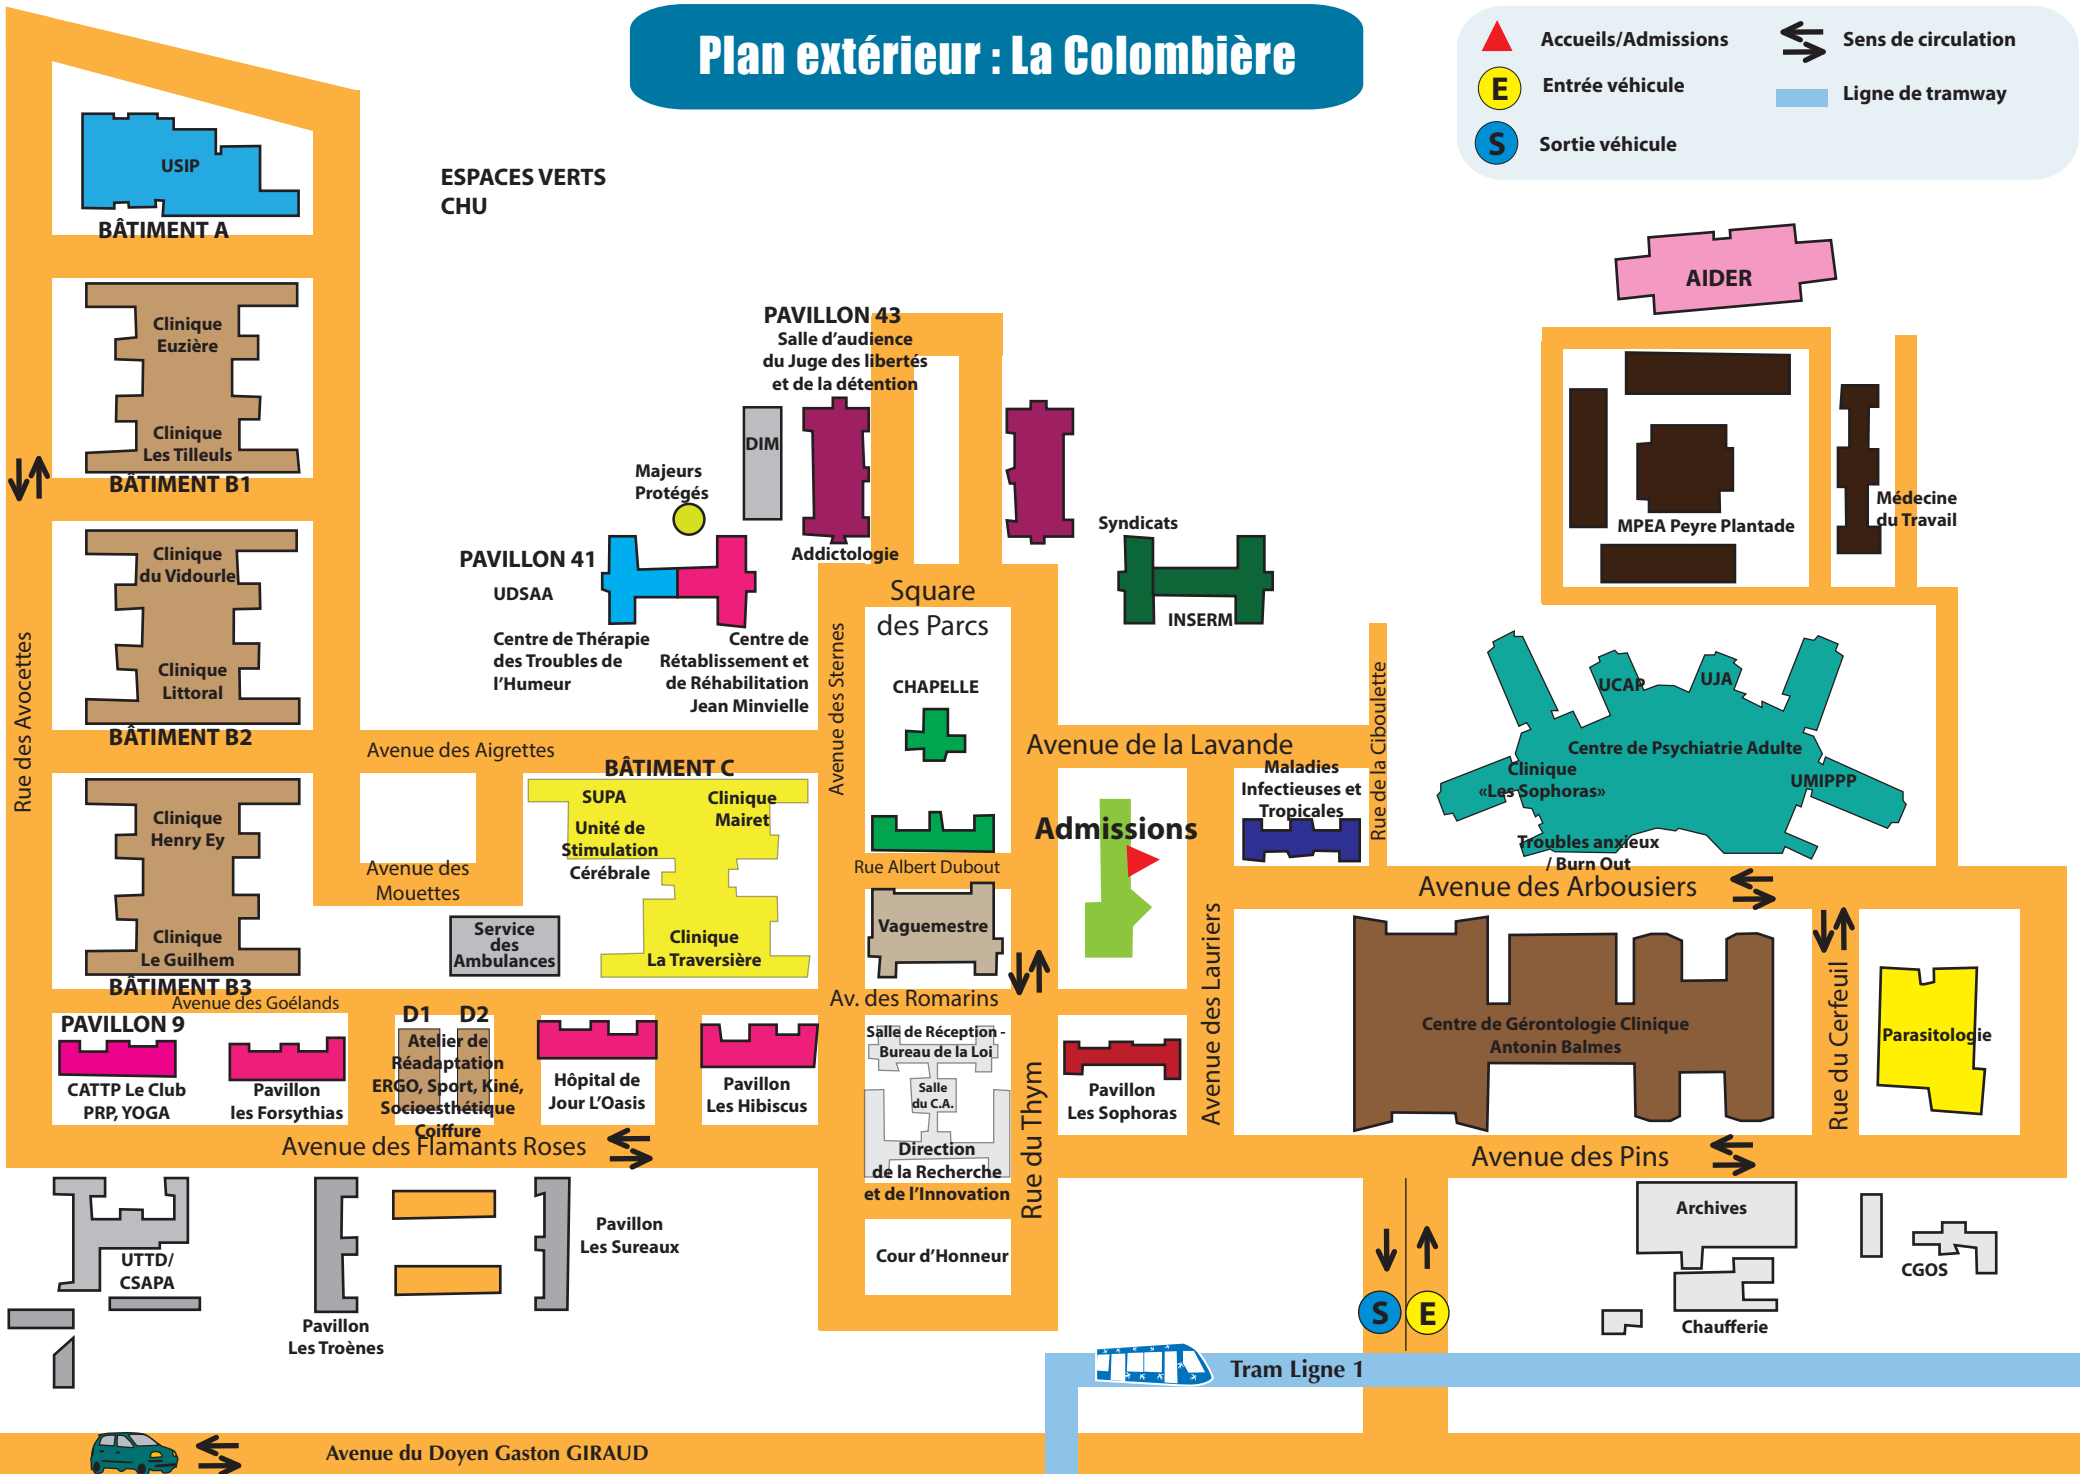 Plan extérieur : La Colombière
Accueils/Admissions
Sens de circulation
E
Entrée véhicule
Ligne de tramway
S
Sortie véhicule
USIP
BÂTIMENT A
ESPACES VERTS
CHU
Clinique
Euzière
Clinique
Les Tilleuls
BÂTIMENT B1
Clinique
du Vidourle
Clinique
Littoral
BÂTIMENT B2
Clinique
Henry Ey
Clinique
Le Guilhem
BÂTIMENT B3
Rue des Avocettes
PAVILLON 43
Salle d'audience
du Juge des libertés
et de la détention
DIM
Addictologie
Majeurs
Protégés
PAVILLON 41
UDSAA
Centre de Thérapie
des Troubles de
l'Humeur
Centre de
Rétablissement et
de Réhabilitation
Jean Minvielle
Syndicats
INSERM
AIDER
MPEA Peyre Plantade
Médecine
du Travail
Square
des Parcs
Avenue des Sternes
CHAPELLE
Avenue des Aigrettes
Avenue de la Lavande
Rue de la Ciboulette
UCAP
UJA
Centre de Psychiatrie Adulte
Clinique
«Les Sophoras»
UMIPPP
Troubles anxieux
/ Burn Out
BÂTIMENT C
SUPA
Clinique
Mairet
Unité de
Stimulation
Cérébrale
Clinique
La Traversière
Avenue des
Mouettes
Service
des
Ambulances
Rue Albert Dubout
Vaguemestre
Admissions
Maladies
Infectieuses et
Tropicales
Avenue des Arbousiers
Avenue des Lauriers
Centre de Gérontologie Clinique
Antonin Balmes
Rue du Cerfeuil
Parasitologie
Avenue des Goélands
Av. des Romarins
PAVILLON 9
CATTP Le Club
PRP, YOGA
Pavillon
les Forsythias
D1
D2
Atelier de
Réadaptation
ERGO, Sport, Kiné,
Socioesthétique
Coiffure
Hôpital de
Jour L'Oasis
Pavillon
Les Hibiscus
Salle de Réception -
Bureau de la Loi
Salle
du C.A.
Direction
de la Recherche
et de l'Innovation
Rue du Thym
Pavillon
Les Sophoras
Avenue des Flamants Roses
Avenue des Pins
UTTD/
CSAPA
Pavillon
Les Troènes
Pavillon
Les Sureaux
Cour d'Honneur
Archives
Chaufferie
CGOS
S
E
Tram Ligne 1
Avenue du Doyen Gaston GIRAUD